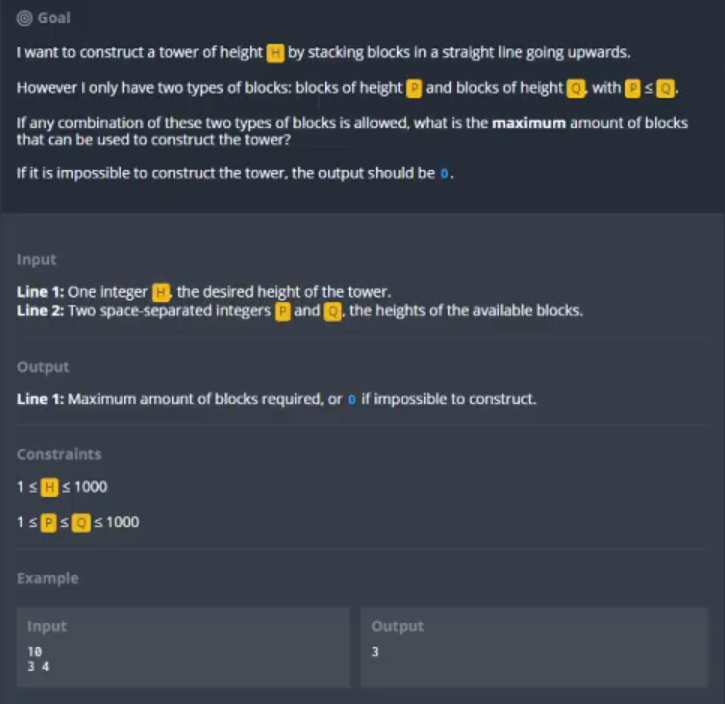 Goal
I want to construct a tower of height H by stacking blocks in a straight line going upwards.
However I only have two types of blocks: blocks of height P and blocks of height Q, with P ≤ Q.
If any combination of these two types of blocks is allowed, what is the maximum amount of blocks
that can be used to construct the tower?
If it is impossible to construct the tower, the output should be 0.
Input
Line 1: One integer H, the desired height of the tower.
Line 2: Two space-separated integers P and Q, the heights of the available blocks.
Output
Line 1: Maximum amount of blocks required, or 0 if impossible to construct.
Constraints
1 ≤ H ≤ 1000
1 ≤ P ≤ Q ≤ 1000
Example
Input
10
3 4
Output
3